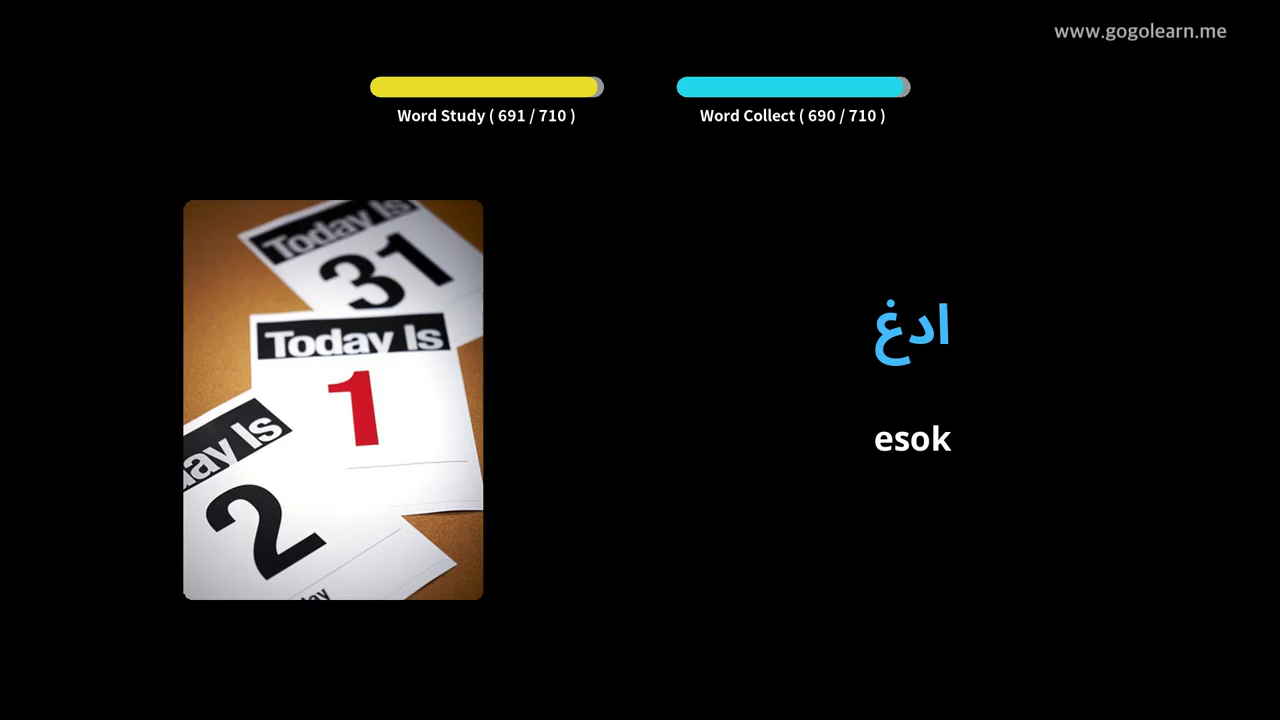 www.gogolearn.me
Word Study ( 691 / 710 )
Word Collect ( 690 / 710 )
Today Is
31
Today Is
1
ay Is
2
ادغ
esok